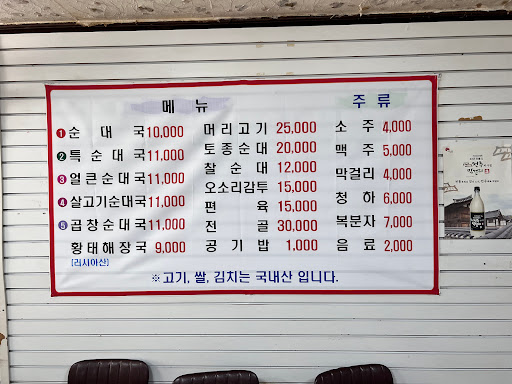 메 뉴
주 류
1 순 대 국 10,000
2 특 순 대 국 11,000
3 얼큰순대국 11,000
4 살고기순대국 11,000
5 곱창순대국 11,000
황태해장국 9,000
[러시아산]
머리고기 25,000
토종순대 20,000
찰 순 대 12,000
오소리감투 15,000
편 육 15,000
전 골 30,000
공 기 밥 1,000
소 주 4,000
맥 주 5,000
막걸리 4,000
청 하 6,000
복분자 7,000
음 료 2,000
※ 고기, 쌀, 김치는 국내산 입니다.